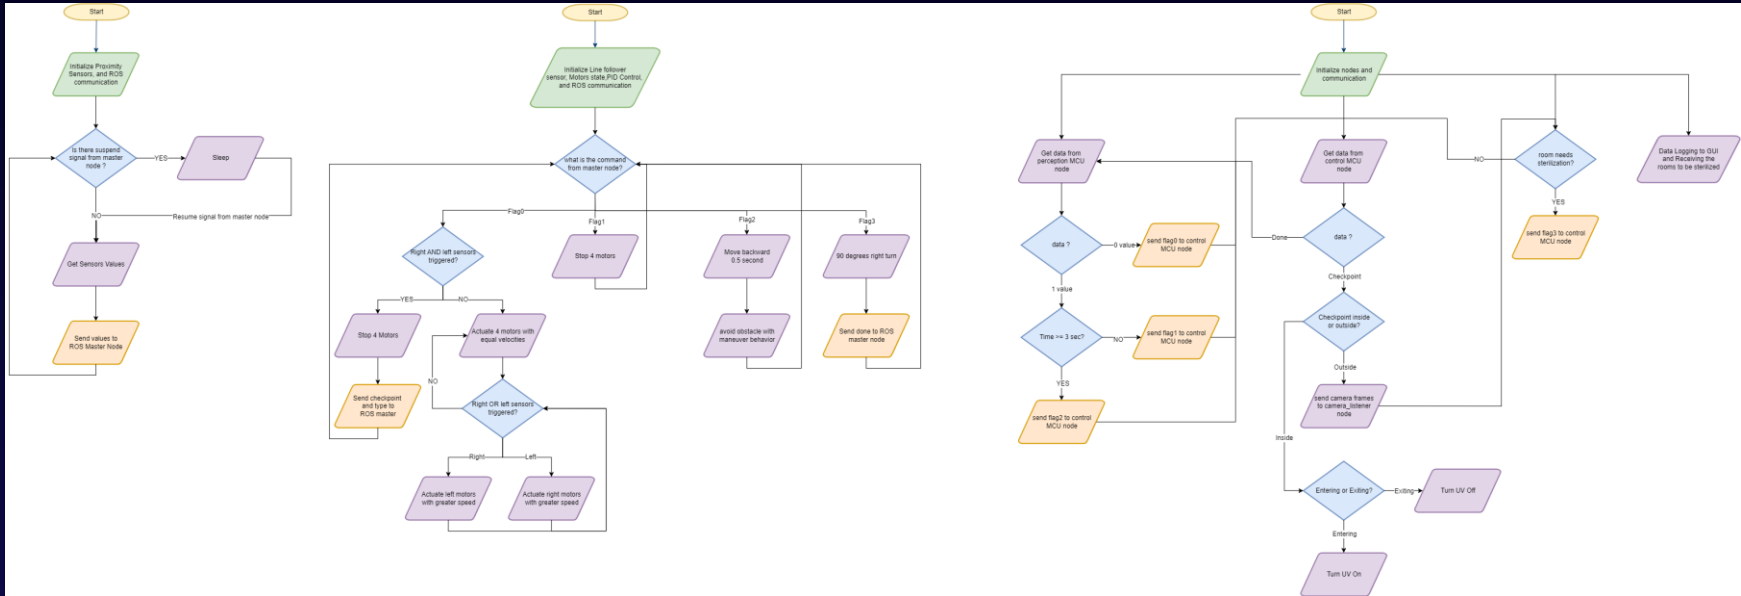 Start
Initialize Proximity
Sensors, and ROS
communication
Is there suspend
signal from master
node ?
YES
Sleep
NO
Resume signal from master node
Get Sensors Values
Send values to
ROS Master Node
Start
Initialize Line follower
sensor, Motors state,PID Control,
and ROS communication
what is the command
from master node?
Flag0
Flag1
Flag2
Flag3
Right AND left sensors
triggered?
Stop 4 motors
Move backward
0.5 second
90 degrees right turn
YES
NO
Stop 4 Motors
Actuate 4 motors with
equal velocities
avoid obstacle with
maneuver behavior
Send done to ROS
master node
NO
Send checkpoint
and type to
ROS master
Right OR left sensors
triggered?
Right
Left
Actuate left motors
with greater speed
Actuate right motors
with greater speed
Start
Initialize nodes and
communication
Get data from
perception MCU
node
Get data from
control MCU
node
NO
room needs
sterilization?
Data Logging to GUI
and Receiving the
rooms to be sterilized
YES
data ?
0 value
send flag0 to control
MCU node
Done
data ?
send flag3 to control
MCU node
1 value
Checkpoint
Time >= 3 sec?
NO
send flag1 to control
MCU node
Checkpoint inside
or outside?
YES
Outside
send flag2 to control
MCU node
send camera frames
to camera_listener
node
Inside
Entering or Exiting?
Exiting
Turn UV Off
Entering
Turn UV On